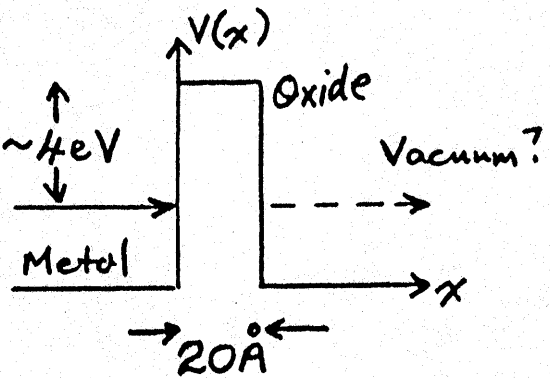 V(x)
Oxide
~4eV
Vacuum?
Metal
x
20Å